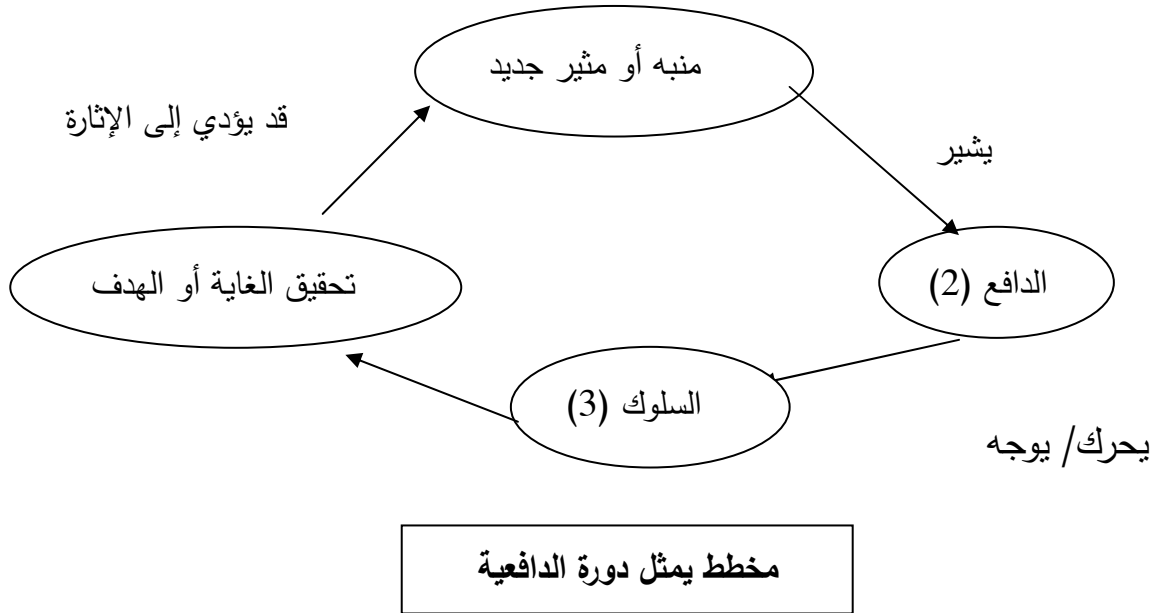 منبه أو مثير جديد
قد يؤدي إلى الإثارة
يشير
تحقيق الغاية أو الهدف
الدافع (2)
السلوك (3)
يحرك/ يوجه
مخطط يمثل دورة الدافعية